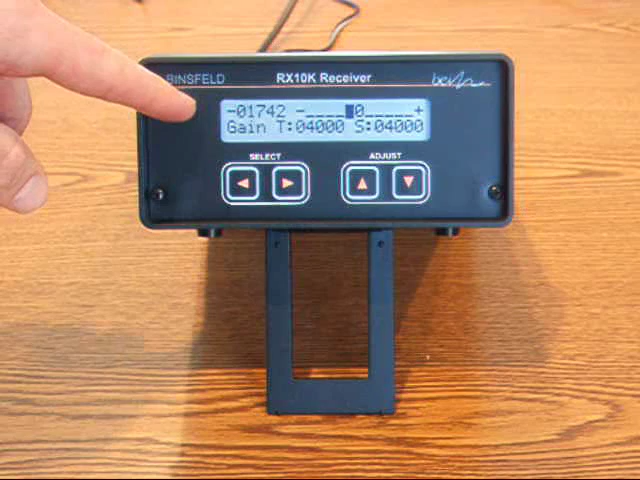 BINSFELD RX10K Receiver
-01742 -____█0_____+
Gain T:04000 S:04000
SELECT ADJUST